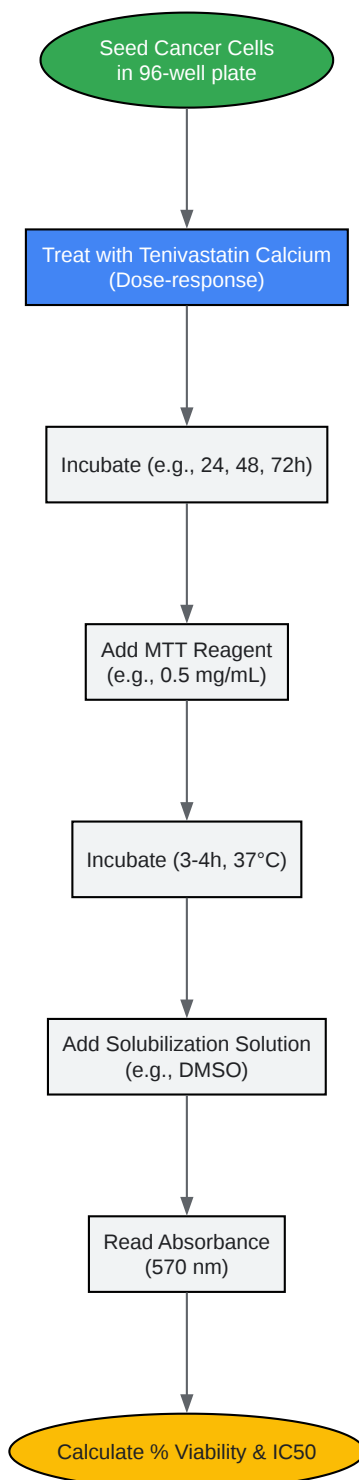 Seed Cancer Cells
in 96-well plate
Treat with Tenivastatin Calcium
(Dose-response)
Incubate (e.g., 24, 48, 72h)
Add MTT Reagent
(e.g., 0.5 mg/mL)
Incubate (3-4h, 37°C)
Add Solubilization Solution
(e.g., DMSO)
Read Absorbance
(570 nm)
Calculate % Viability & IC50